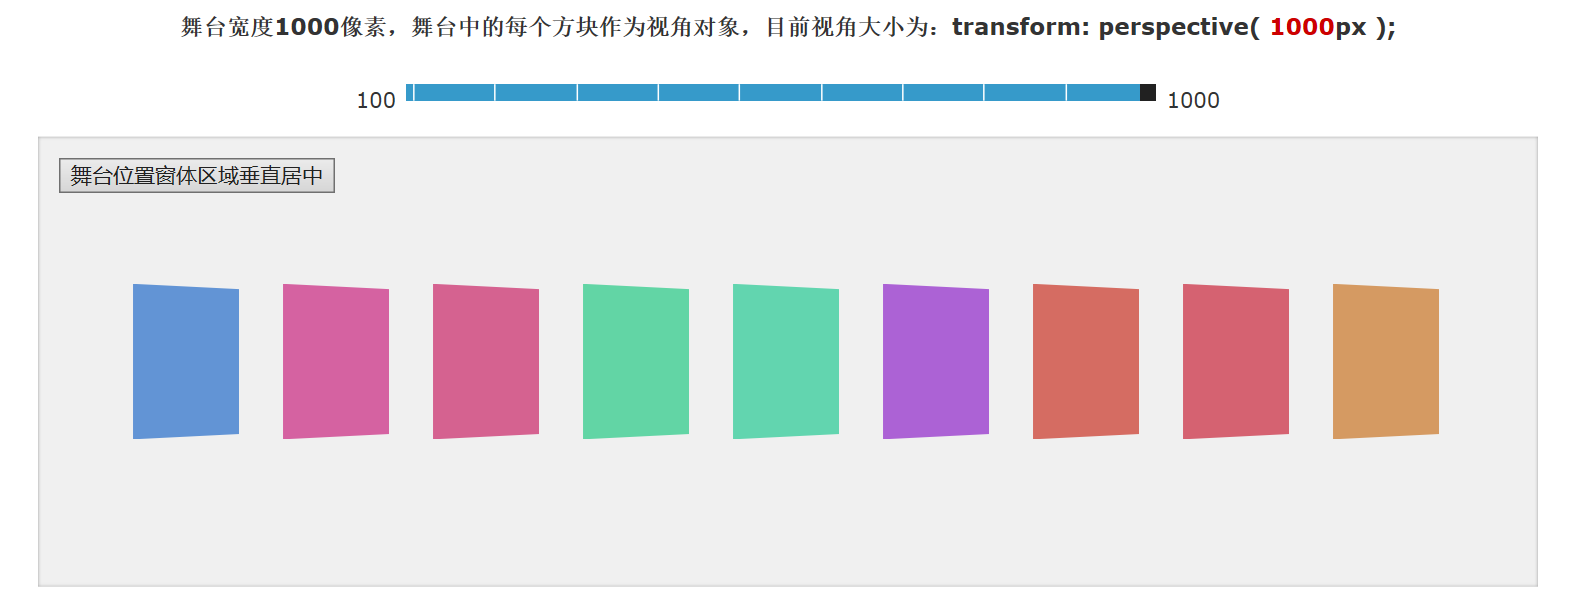 舞台宽度1000像素，舞台中的每个方块作为视角对象，目前视角大小为：transform: perspective( 1000px );
100 1000
舞台位置窗体区域垂直居中